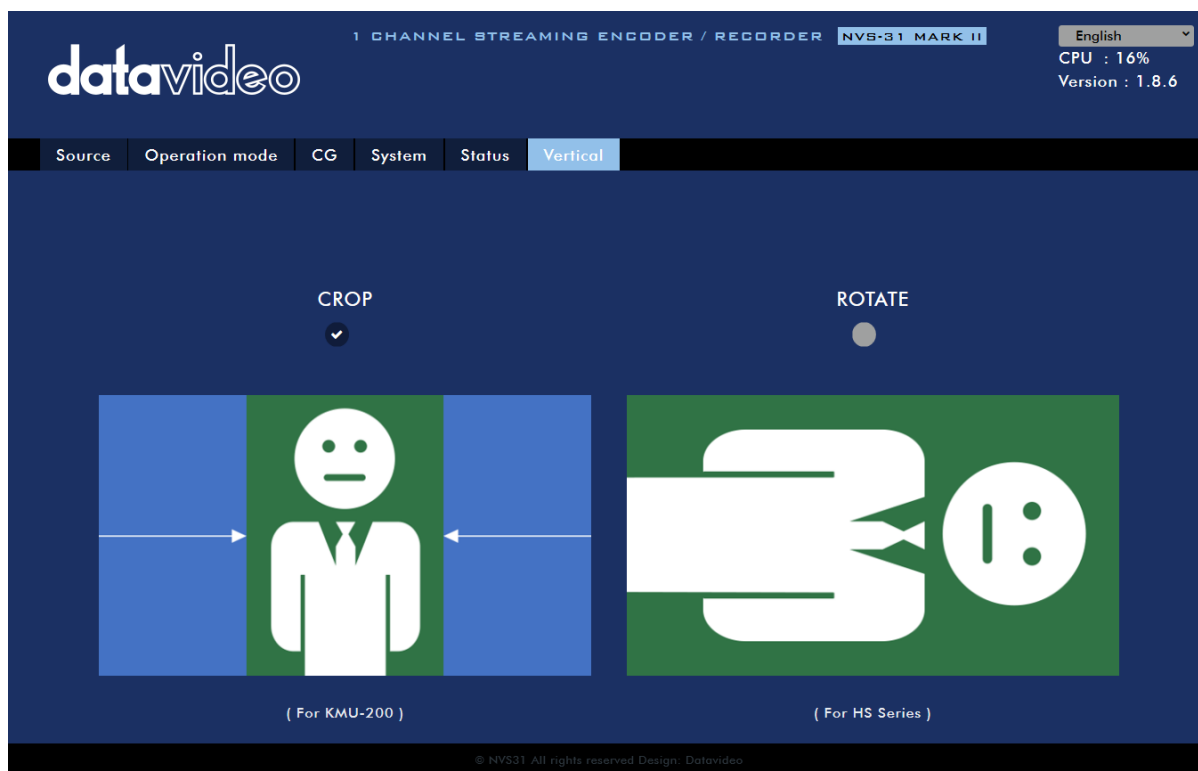 1 CHANNEL STREAMING ENCODER / RECORDER NVS-31 MARK II
English
datavideo
CPU : 16%
Version : 1.8.6
Source Operation mode CG System Status Vertical
CROP ROTATE
( For KMU-200 ) ( For HS Series )
© NVS31 All rights reserved Design: Datavideo